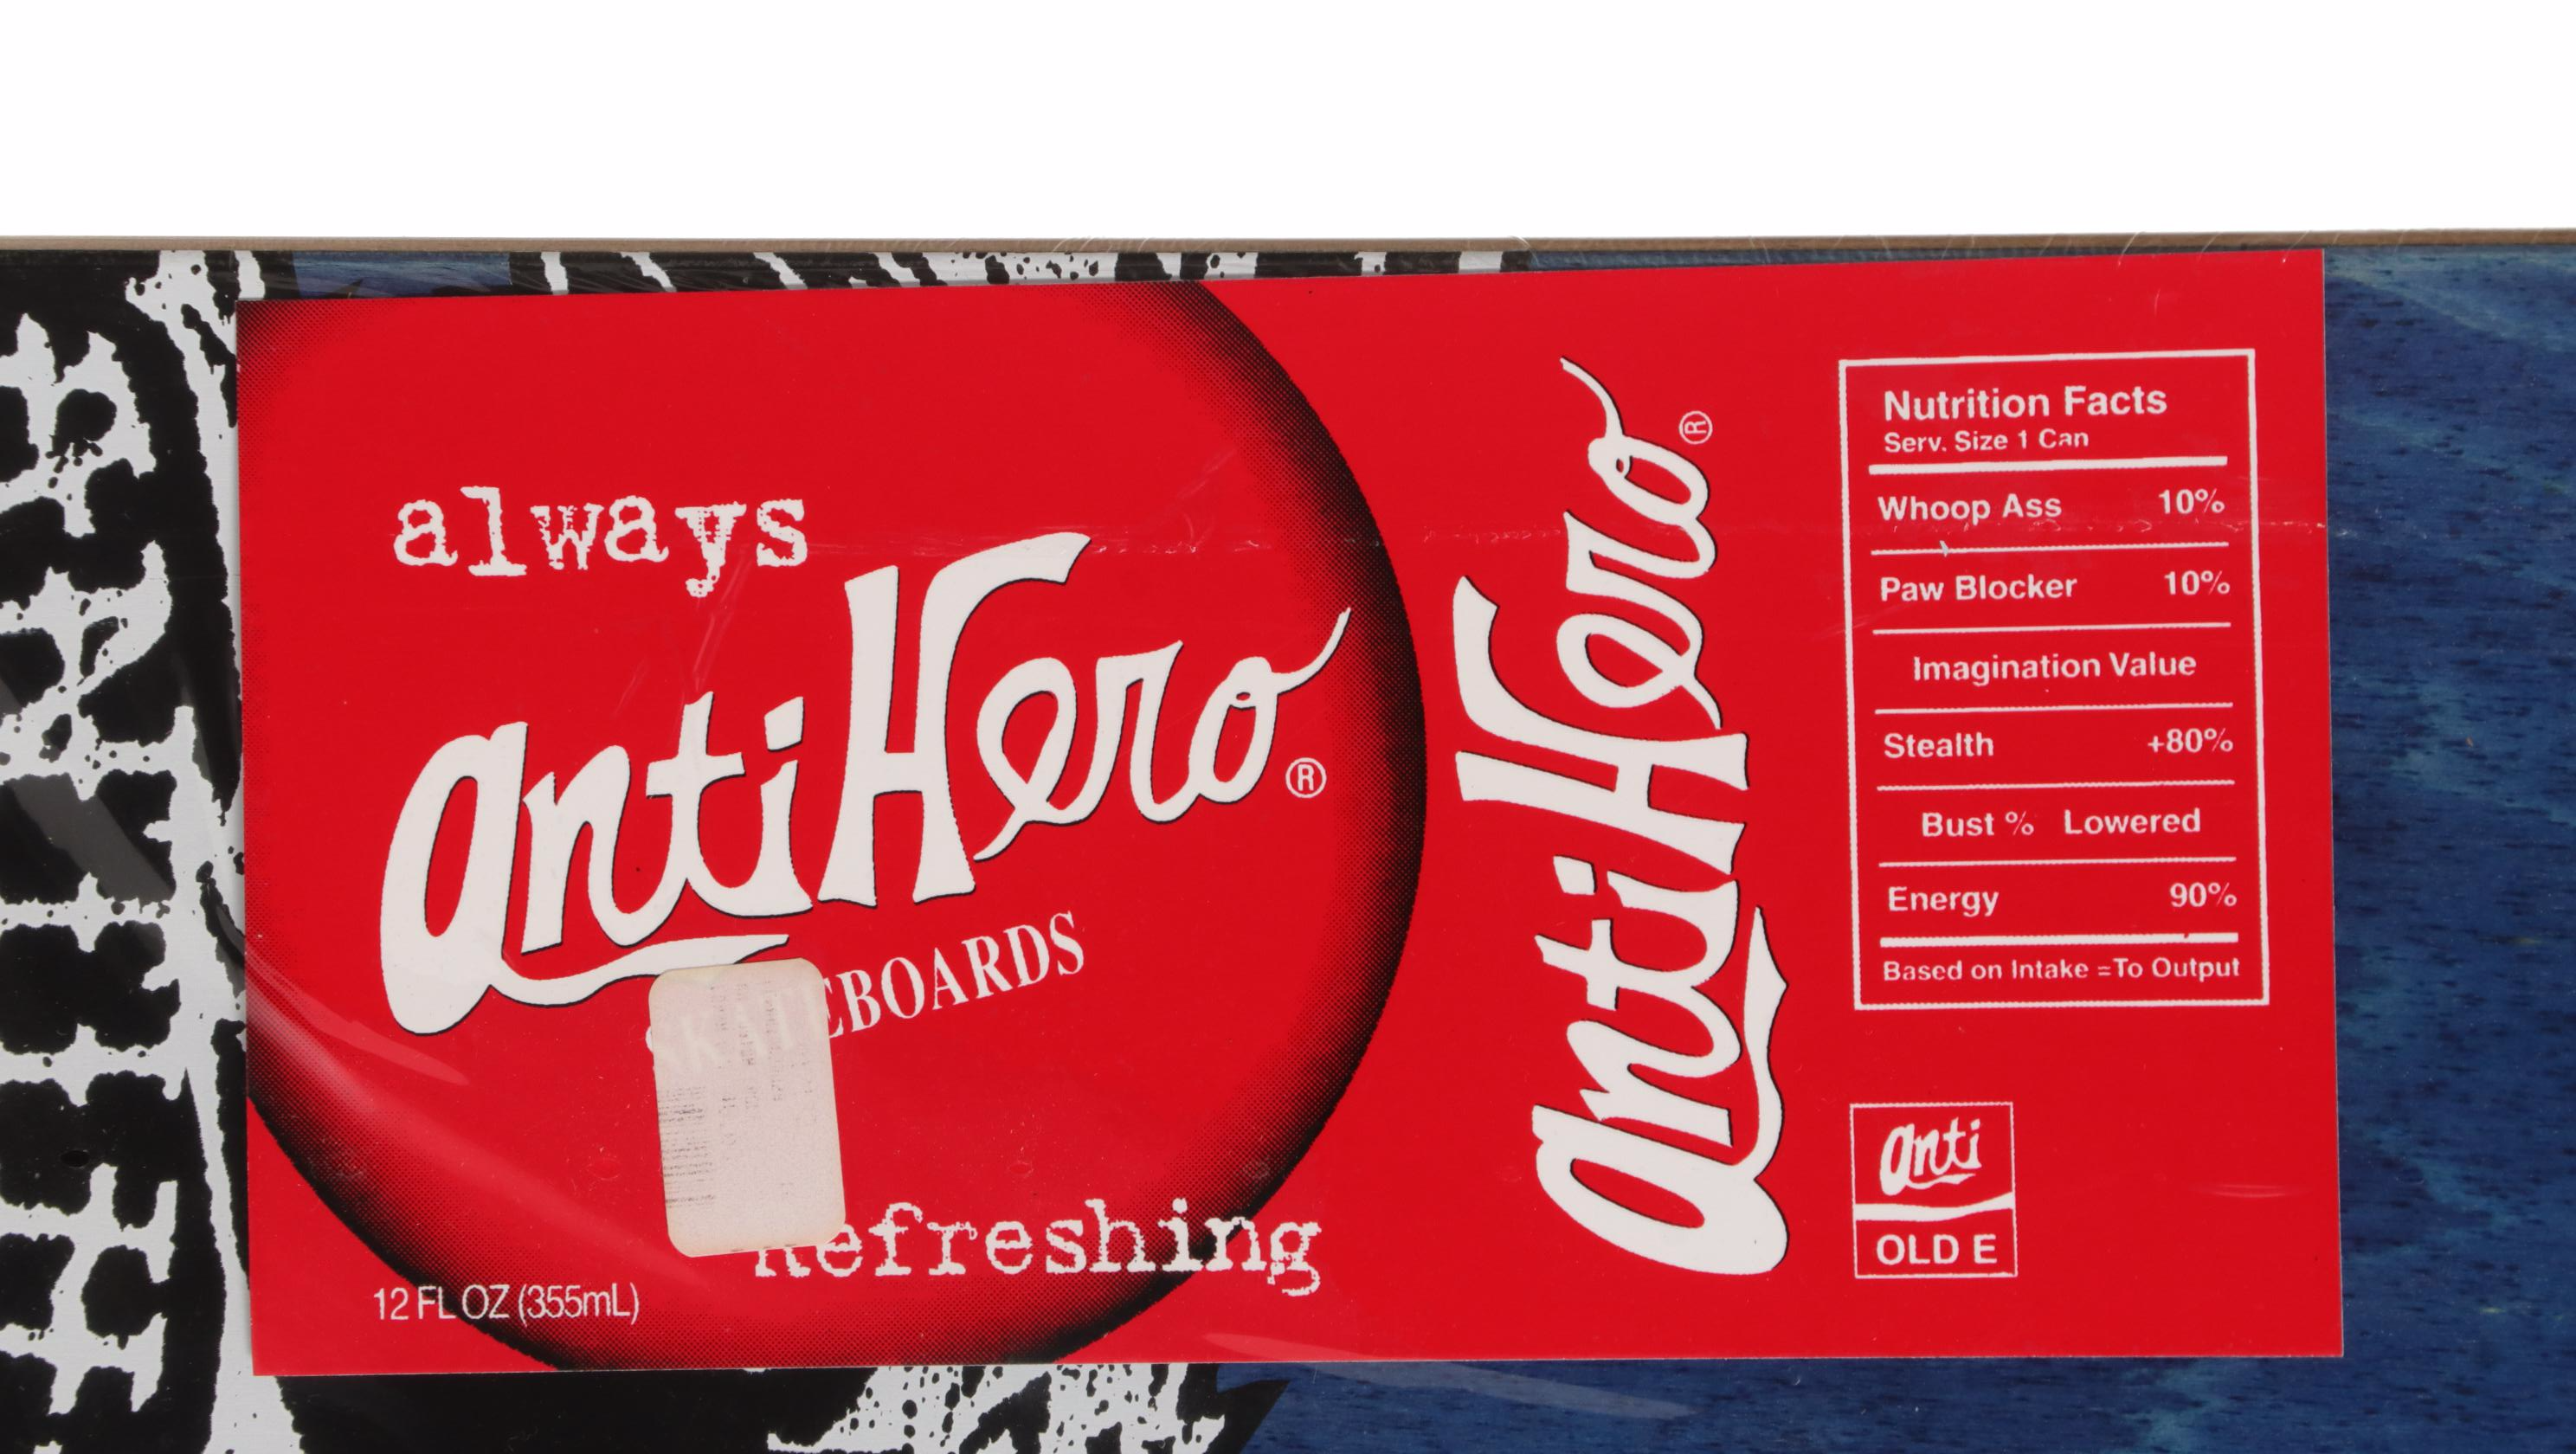 always
antiHero®
SKATEBOARDS
Refreshing
12 FL OZ (355mL)
antiHero®
Nutrition Facts
Serv. Size 1 Can
Whoop Ass 10%
Paw Blocker 10%
Imagination Value
Stealth +80%
Bust % Lowered
Energy 90%
Based on Intake =To Output
anti
OLD E